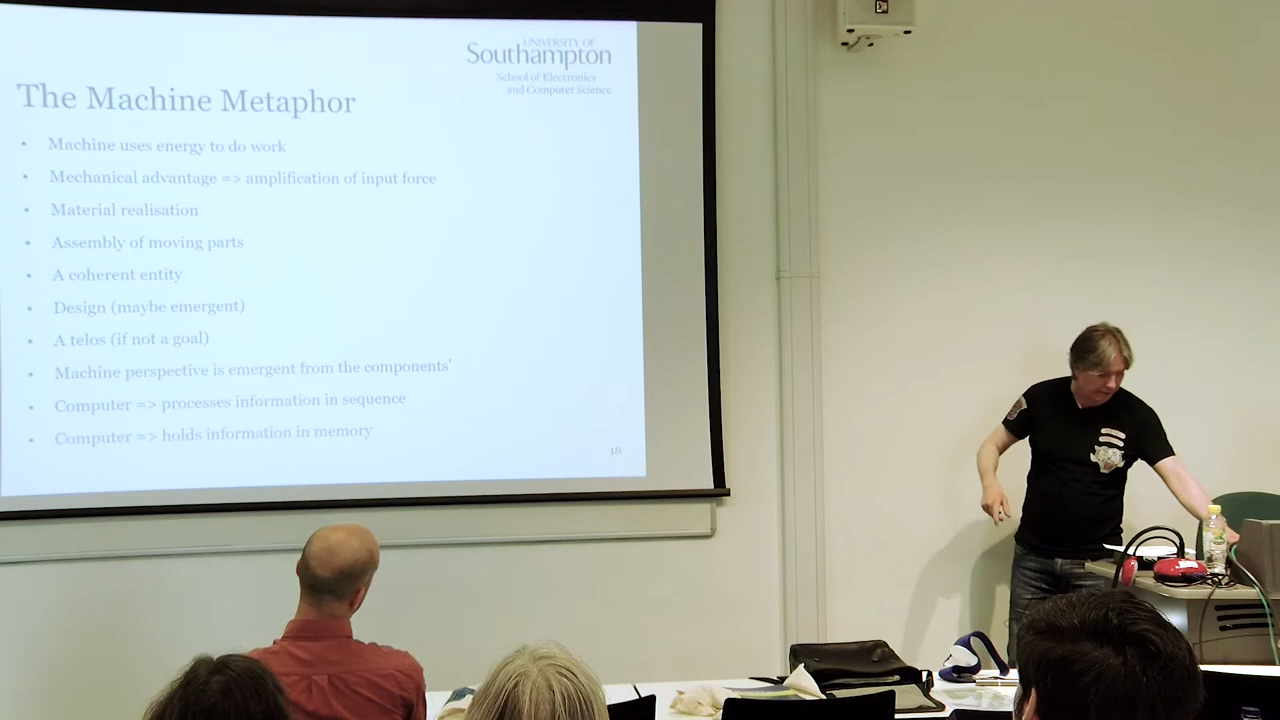 UNIVERSITY OF
Southampton
School of Electronics
and Computer Science
The Machine Metaphor
• Machine uses energy to do work
• Mechanical advantage => amplification of input force
• Material realisation
• Assembly of moving parts
• A coherent entity
• Design (maybe emergent)
• A telos (if not a goal)
• Machine perspective is emergent from the components'
• Computer => processes information in sequence
• Computer => holds information in memory
18